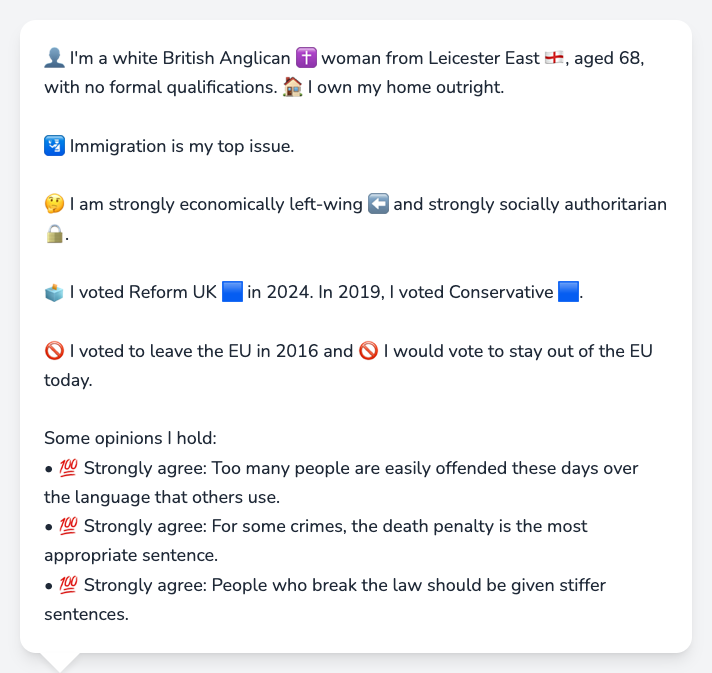 👤 I'm a white British Anglican ✝️ woman from Leicester East 🏴󠁧󠁢󠁥󠁮󠁧󠁿, aged 68,
with no formal qualifications. 🏠 I own my home outright.
🛂 Immigration is my top issue.
🤔 I am strongly economically left-wing ⬅️ and strongly socially authoritarian
🔒.
🗳️ I voted Reform UK 🟦 in 2024. In 2019, I voted Conservative 🟦.
🚫 I voted to leave the EU in 2016 and 🚫 I would vote to stay out of the EU
today.
Some opinions I hold:
• 💯 Strongly agree: Too many people are easily offended these days over
the language that others use.
• 💯 Strongly agree: For some crimes, the death penalty is the most
appropriate sentence.
• 💯 Strongly agree: People who break the law should be given stiffer
sentences.